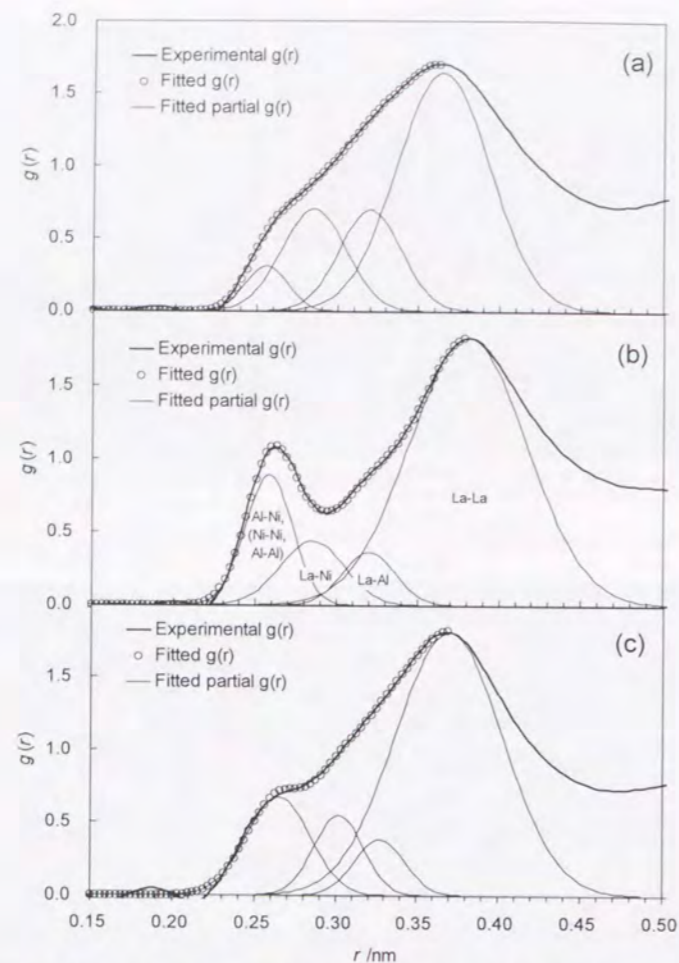 2.0
1.5
1.0
0.5
0.0
g(r)
Experimental g(r)
Fitted g(r)
Fitted partial g(r)
(a)
1.5
1.0
0.5
0.0
g(r)
Experimental g(r)
Fitted g(r)
Fitted partial g(r)
(b)
Al-Ni,
(Ni-Ni,
Al-Al)
La-Ni
La-Al
La-La
1.5
1.0
0.5
0.0
g(r)
Experimental g(r)
Fitted g(r)
Fitted partial g(r)
(c)
0.15 0.20 0.25 0.30 0.35 0.40 0.45 0.50
r /nm